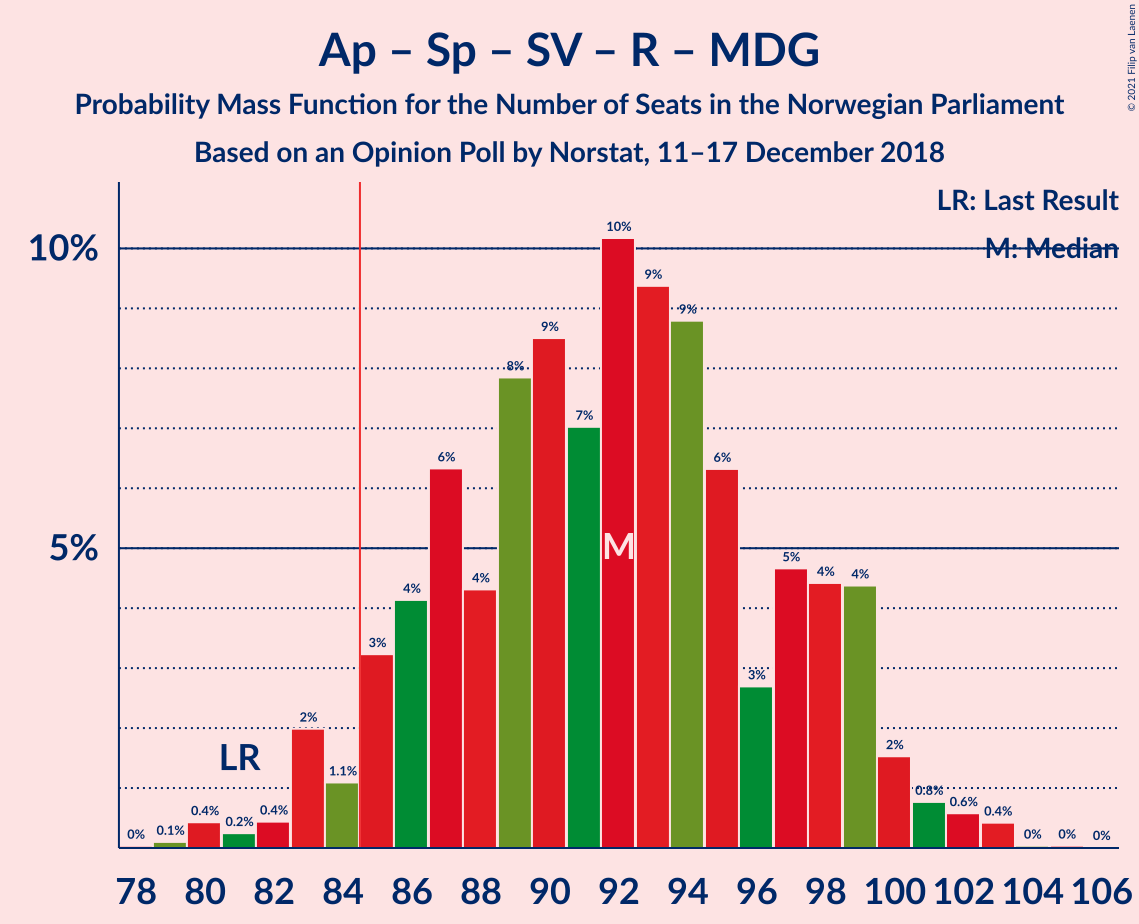 Ap – Sp – SV – R – MDG
Probability Mass Function for the Number of Seats in the Norwegian Parliament
Based on an Opinion Poll by Norstat, 11–17 December 2018
© 2021 Filip van Laenen
LR: Last Result
M: Median
10%
5%
0% 0.1% 0.4% 0.2% 0.4% 2% 1.1% 3% 4% 6% 4% 8% 9% 7% 10% 9% 9% 6% 3% 5% 4% 4% 2% 0.8% 0.6% 0.4% 0% 0% 0%
LR
M
78 80 82 84 86 88 90 92 94 96 98 100 102 104 106